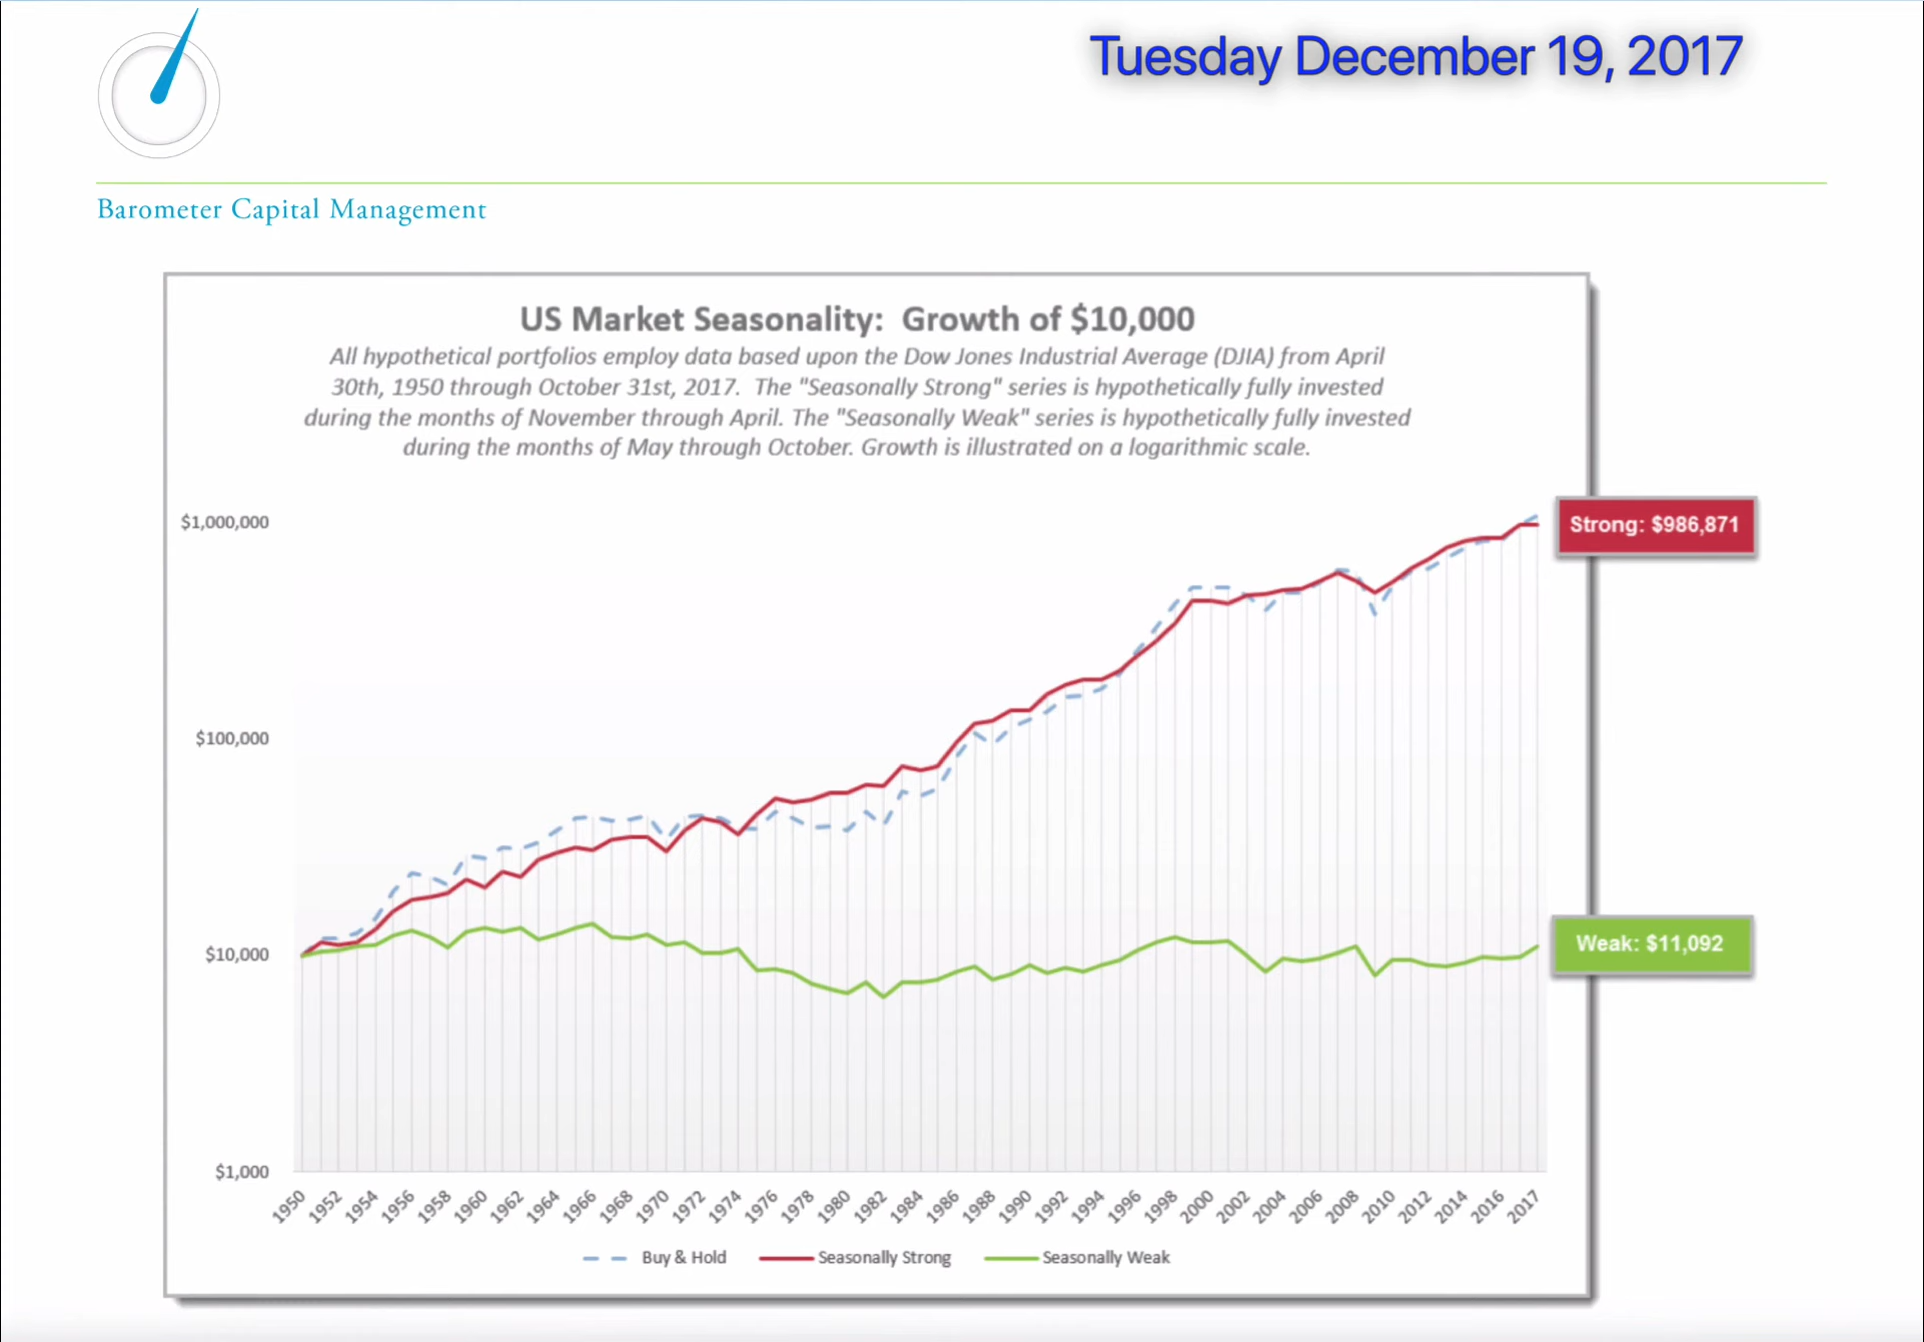 Tuesday December 19, 2017
Barometer Capital Management
US Market Seasonality: Growth of $10,000
All hypothetical portfolios employ data based upon the Dow Jones Industrial Average (DJIA) from April
30th, 1950 through October 31st, 2017. The "Seasonally Strong" series is hypothetically fully invested
during the months of November through April. The "Seasonally Weak" series is hypothetically fully invested
during the months of May through October. Growth is illustrated on a logarithmic scale.
$1,000,000
Strong: $986,871
$100,000
$10,000
Weak: $11,092
$1,000
1950 1952 1954 1956 1958 1960 1962 1964 1966 1968 1970 1972 1974 1976 1978 1980 1982 1984 1986 1988 1990 1992 1994 1996 1998 2000 2002 2004 2006 2008 2010 2012 2014 2016 2017
Buy & Hold Seasonally Strong Seasonally Weak